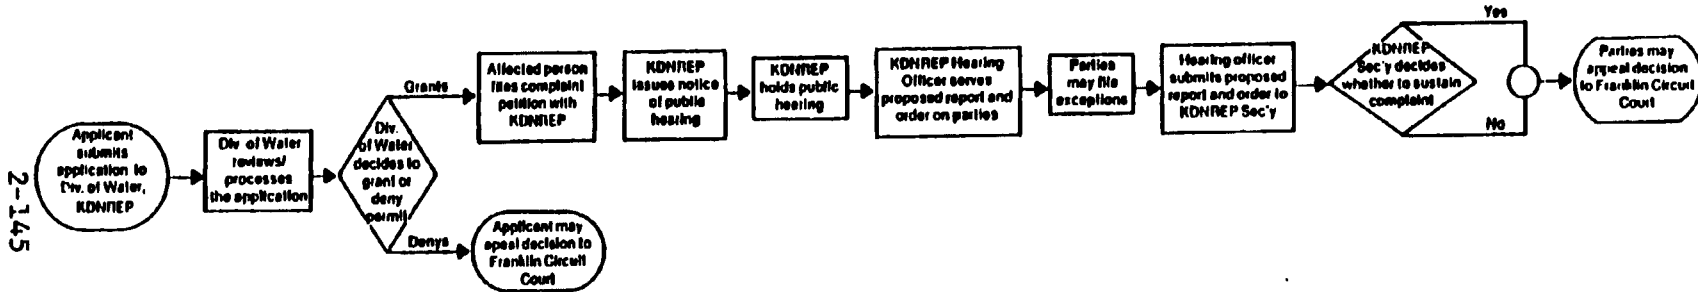 Applicant
submits
application to
Div. of Water,
KDNREP
Div of Water
reviews/
processes
the application
Div.
of Water
decides to
grant or
deny
permit
Grants
Denys
Affected person
files complaint
petition with
KDNREP
KDNREP
issues notice
of public
hearing
KDNREP
holds public
hearing
KDNREP Hearing
Officer serves
proposed report and
order on parties
Parties
may file
exceptions
Hearing officer
submits proposed
report and order to
KDNREP Sec'y
KDNREP
Sec'y decides
whether to sustain
complaint
Yes
No
Parties may
appeal decision
to Franklin Circuit
Court
Applicant may
apeal decision to
Franklin Circuit
Court
2-145